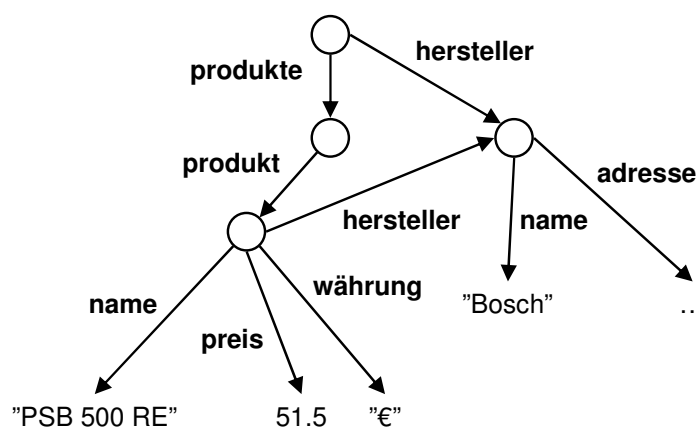 hersteller
produkte
produkt
adresse
hersteller
name
währung
name
"Bosch"
..
preis
"PSB 500 RE"
51.5
"€"